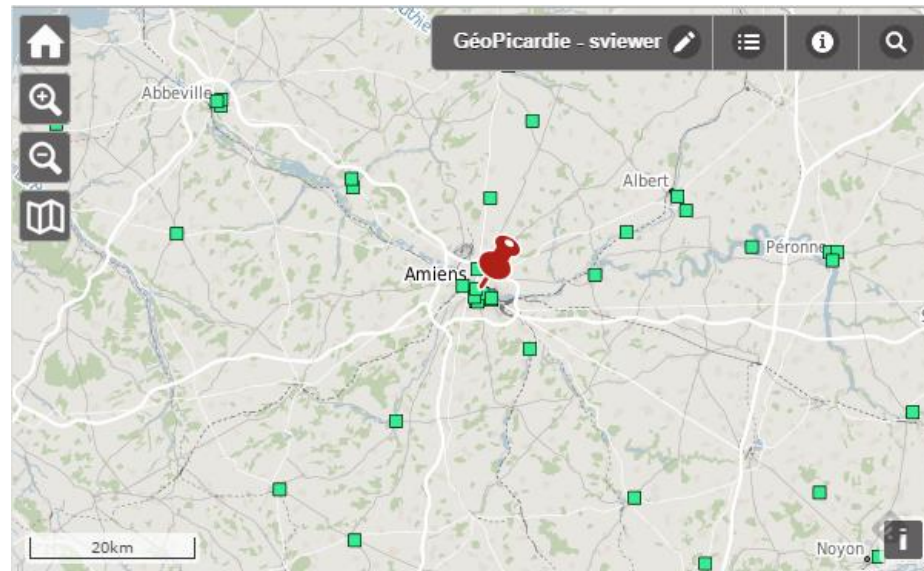 GéoPicardie - sviewer
Abbeville
Albert
Péronne
Amiens
20km
Noyon